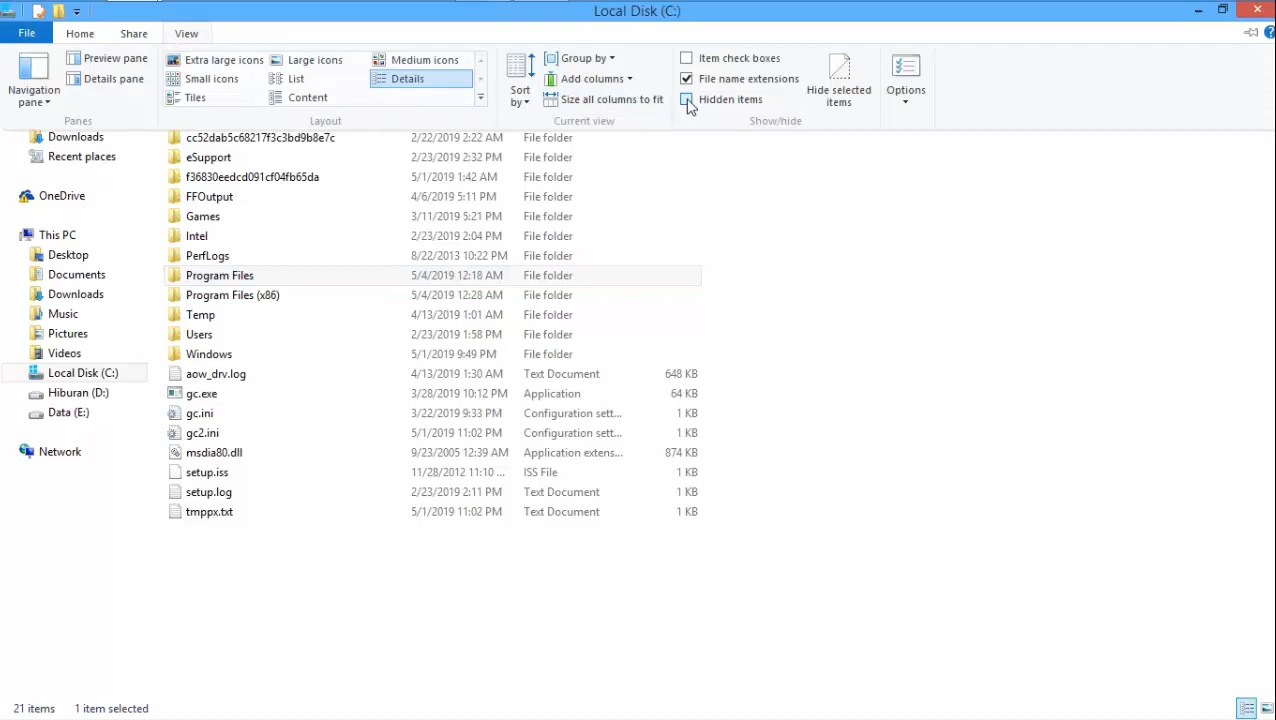 Local Disk (C:)
File Home Share View
Navigation pane
Preview pane
Details pane
Panes
Extra large icons Large icons Medium icons
Small icons List Details
Tiles Content
Layout
Sort by
Group by
Add columns
Size all columns to fit
Current view
Item check boxes
File name extensions
Hidden items
Hide selected items
Show/hide
Options
Downloads
Recent places
OneDrive
This PC
Desktop
Documents
Downloads
Music
Pictures
Videos
Local Disk (C:)
Hiburan (D:)
Data (E:)
Network
cc52dab5c68217f3c3bd9b8e7c 2/22/2019 2:22 AM File folder
eSupport 2/23/2019 2:32 PM File folder
f36830eedcd091cf04fb65da 5/1/2019 1:42 AM File folder
FFOutput 4/6/2019 5:11 PM File folder
Games 3/11/2019 5:21 PM File folder
Intel 2/23/2019 2:04 PM File folder
PerfLogs 8/22/2013 10:22 PM File folder
Program Files 5/4/2019 12:18 AM File folder
Program Files (x86) 5/4/2019 12:28 AM File folder
Temp 4/13/2019 1:01 AM File folder
Users 2/23/2019 1:58 PM File folder
Windows 5/1/2019 9:49 PM File folder
aow_drv.log 4/13/2019 1:30 AM Text Document 648 KB
gc.exe 3/28/2019 10:12 PM Application 64 KB
gc.ini 3/22/2019 9:33 PM Configuration sett... 1 KB
gc2.ini 5/1/2019 11:02 PM Configuration sett... 1 KB
msdia80.dll 9/23/2005 12:39 AM Application extens... 874 KB
setup.iss 11/28/2012 11:10 ... ISS File 1 KB
setup.log 2/23/2019 2:11 PM Text Document 1 KB
tmppx.txt 5/1/2019 11:02 PM Text Document 1 KB
21 items 1 item selected